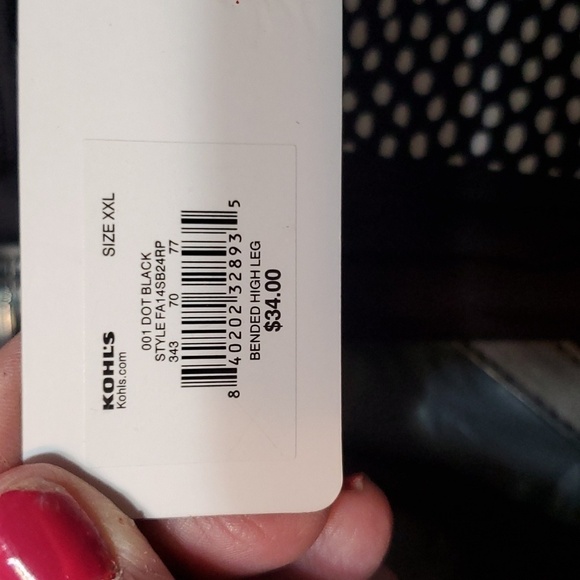 KOHL'S
Kohls.com
SIZE XXL
001 DOT BLACK
STYLE FA14SB24RP
343 70 77
8 40202 32893 5
BENDED HIGH LEG
$34.00